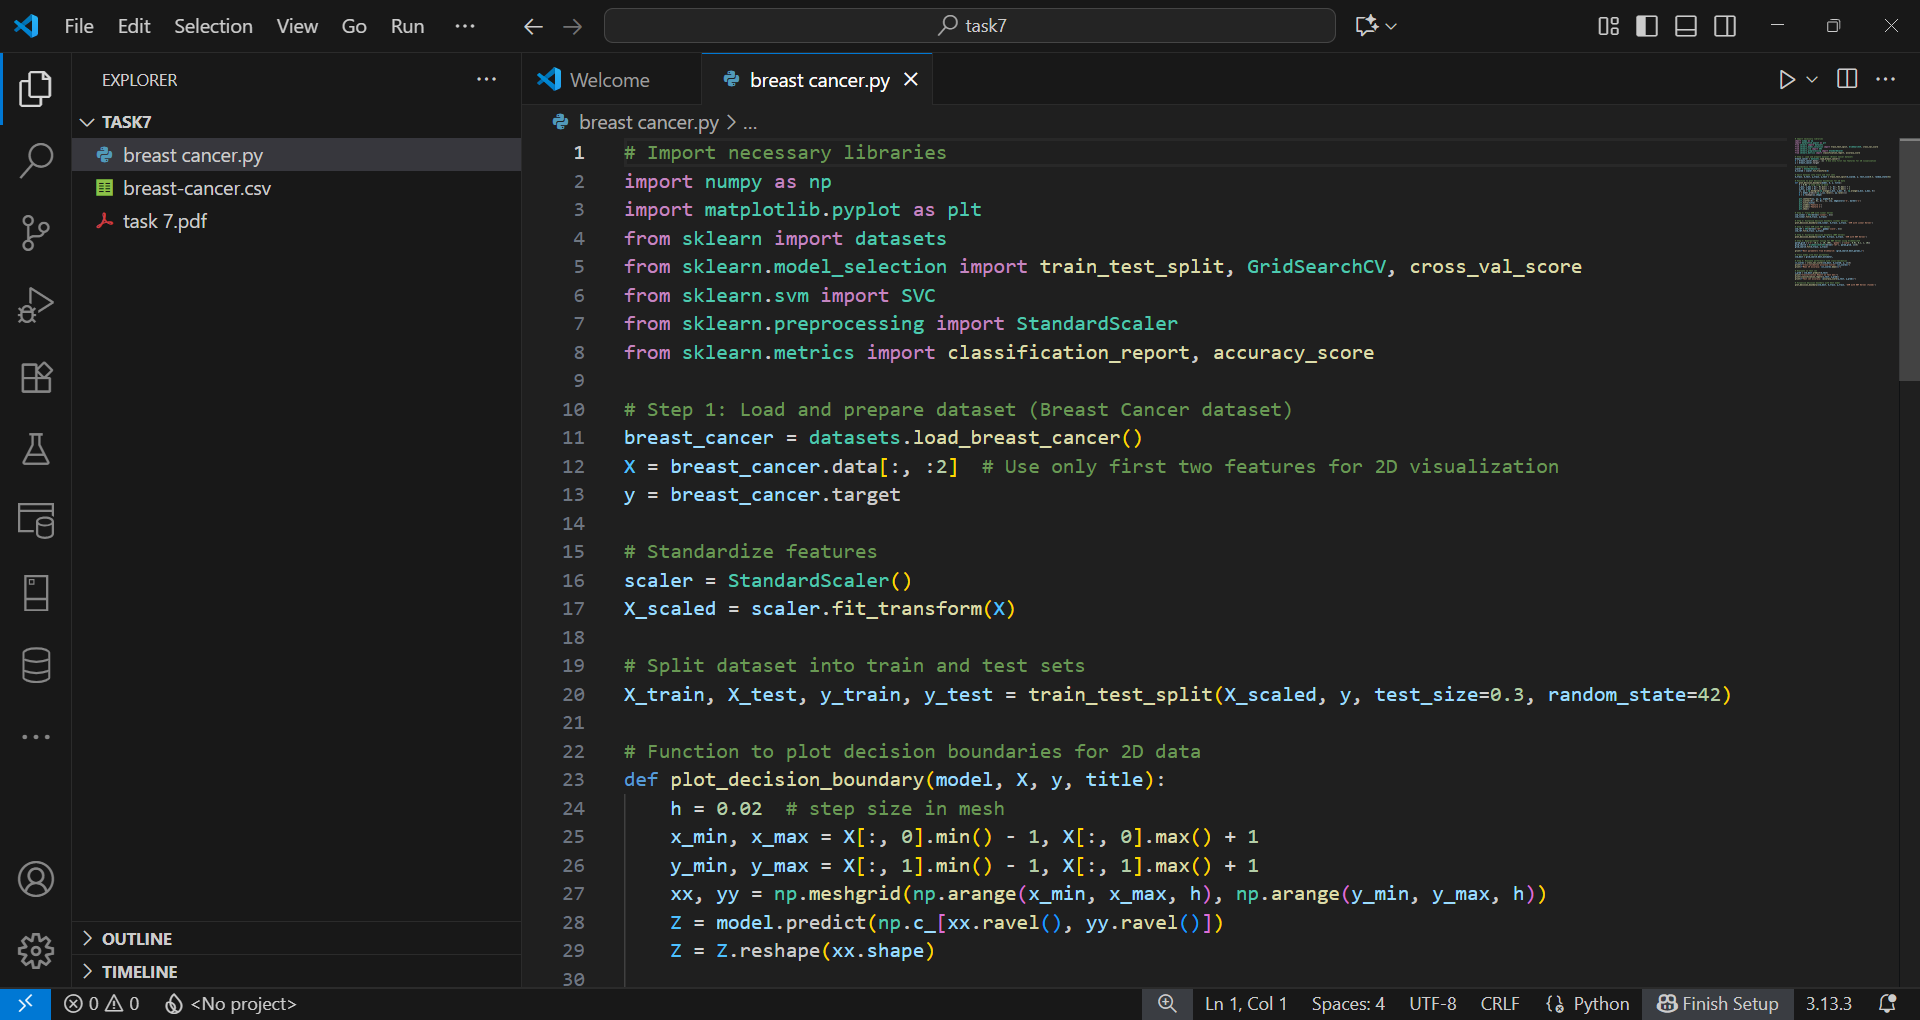 File Edit Selection View Go Run ···
task7
EXPLORER
TASK7
breast cancer.py
breast-cancer.csv
task 7.pdf
OUTLINE
TIMELINE
Welcome
breast cancer.py
breast cancer.py > ...
1 # Import necessary libraries
2 import numpy as np
3 import matplotlib.pyplot as plt
4 from sklearn import datasets
5 from sklearn.model_selection import train_test_split, GridSearchCV, cross_val_score
6 from sklearn.svm import SVC
7 from sklearn.preprocessing import StandardScaler
8 from sklearn.metrics import classification_report, accuracy_score
9
10 # Step 1: Load and prepare dataset (Breast Cancer dataset)
11 breast_cancer = datasets.load_breast_cancer()
12 X = breast_cancer.data[:, :2]  # Use only first two features for 2D visualization
13 y = breast_cancer.target
14
15 # Standardize features
16 scaler = StandardScaler()
17 X_scaled = scaler.fit_transform(X)
18
19 # Split dataset into train and test sets
20 X_train, X_test, y_train, y_test = train_test_split(X_scaled, y, test_size=0.3, random_state=42)
21
22 # Function to plot decision boundaries for 2D data
23 def plot_decision_boundary(model, X, y, title):
24     h = 0.02  # step size in mesh
25     x_min, x_max = X[:, 0].min() - 1, X[:, 0].max() + 1
26     y_min, y_max = X[:, 1].min() - 1, X[:, 1].max() + 1
27     xx, yy = np.meshgrid(np.arange(x_min, x_max, h), np.arange(y_min, y_max, h))
28     Z = model.predict(np.c_[xx.ravel(), yy.ravel()])
29     Z = Z.reshape(xx.shape)
30
0 0 <No project>
Ln 1, Col 1 Spaces: 4 UTF-8 CRLF Python Finish Setup 3.13.3